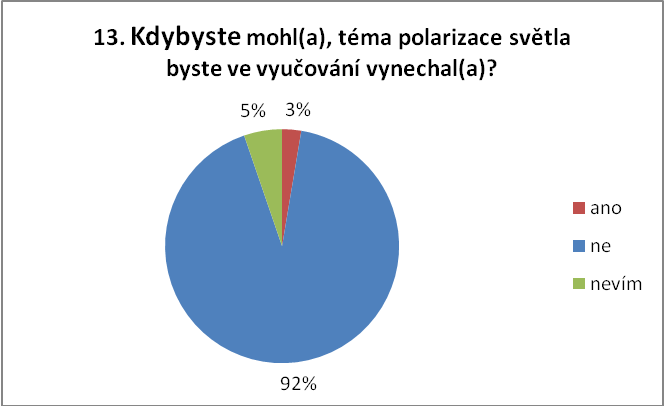 13. Kdybyste mohl(a), téma polarizace světla
byste ve vyučování vynechal(a)?
5%
3%
ano
ne
nevím
92%